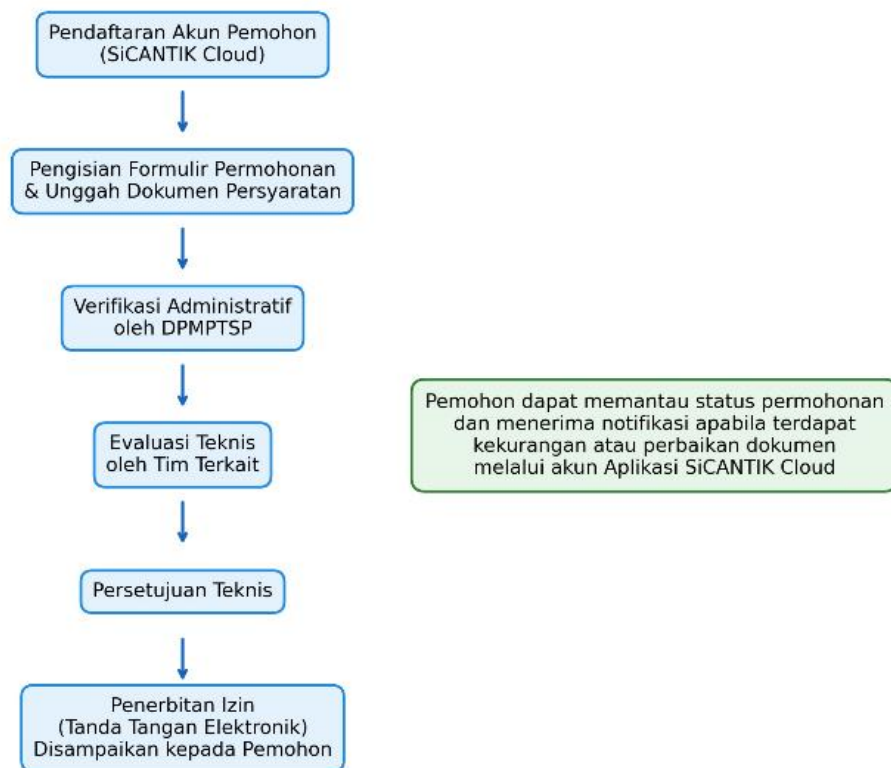 Pendaftaran Akun Pemohon
(SiCANTIK Cloud)
Pengisian Formulir Permohonan
& Unggah Dokumen Persyaratan
Verifikasi Administratif
oleh DPMPTSP
Evaluasi Teknis
oleh Tim Terkait
Pemohon dapat memantau status permohonan
dan menerima notifikasi apabila terdapat
kekurangan atau perbaikan dokumen
melalui akun Aplikasi SiCANTIK Cloud
Persetujuan Teknis
Penerbitan Izin
(Tanda Tangan Elektronik)
Disampaikan kepada Pemohon